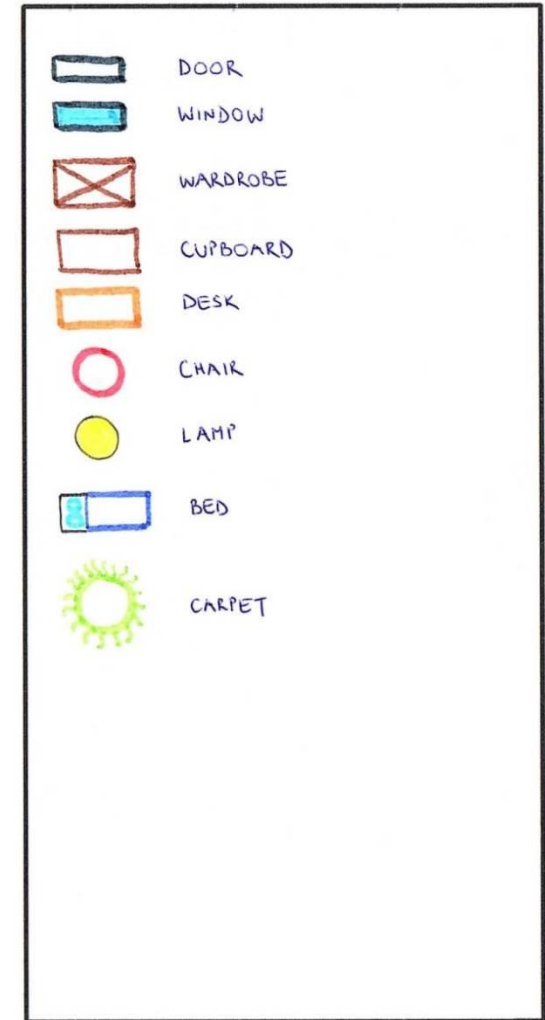 DOOR
WINDOW
WARDROBE
CUPBOARD
DESK
CHAIR
LAMP
BED
CARPET